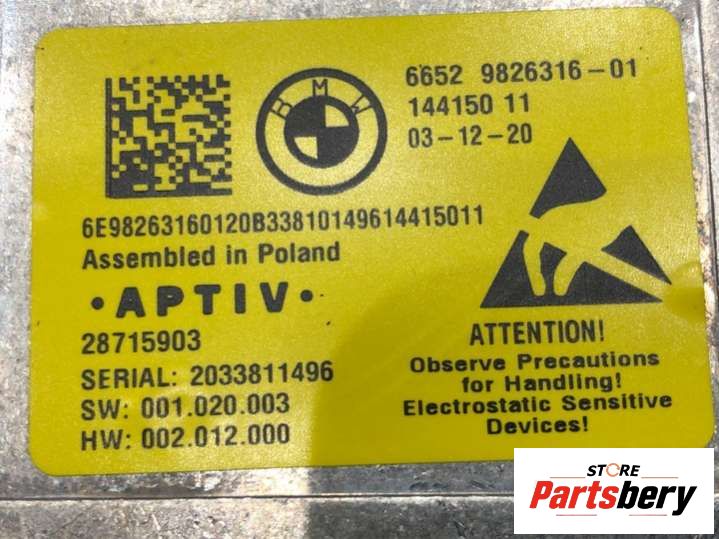 BMW
6652 9826316-01
144150 11
03-12-20
6E98263160120B33810149614415011
Assembled in Poland
•APTIV•
28715903
SERIAL: 2033811496
SW: 001.020.003
HW: 002.012.000
ATTENTION!
Observe Precautions
for Handling!
Electrostatic Sensitive
Devices!
STORE
Partsbery